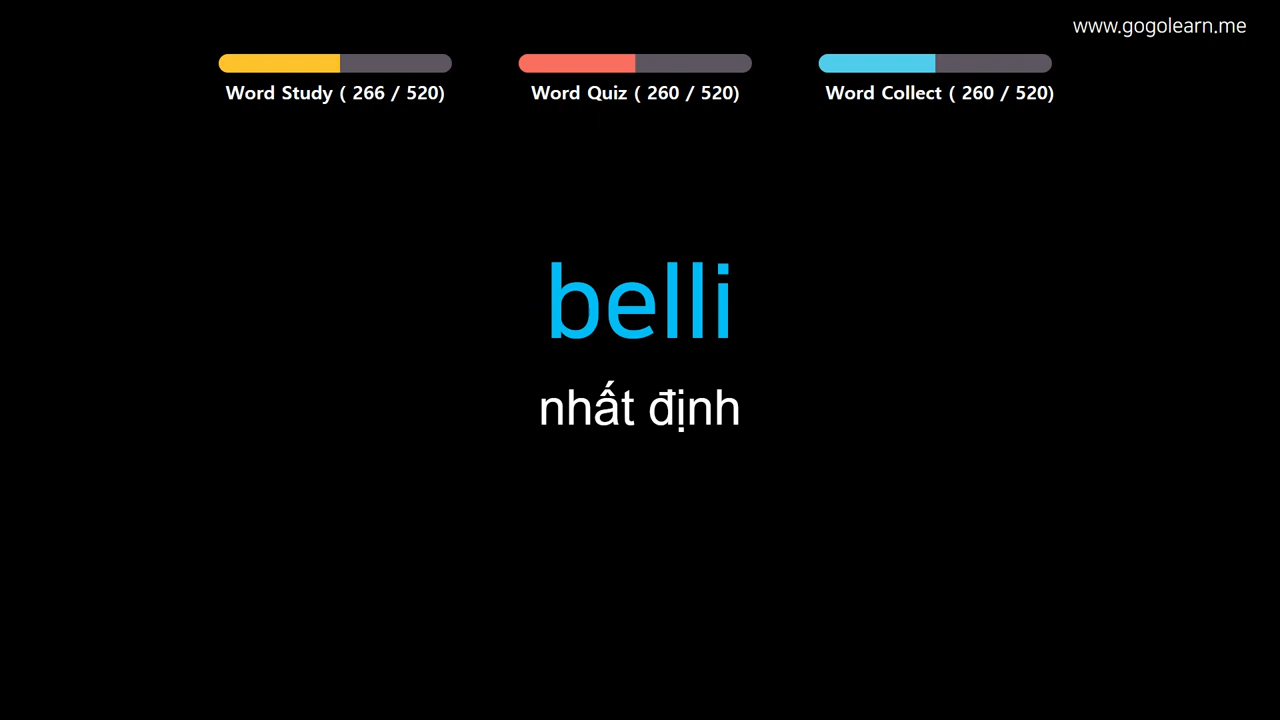 www.gogolearn.me
Word Study ( 266 / 520)
Word Quiz ( 260 / 520)
Word Collect ( 260 / 520)
belli
nhất định